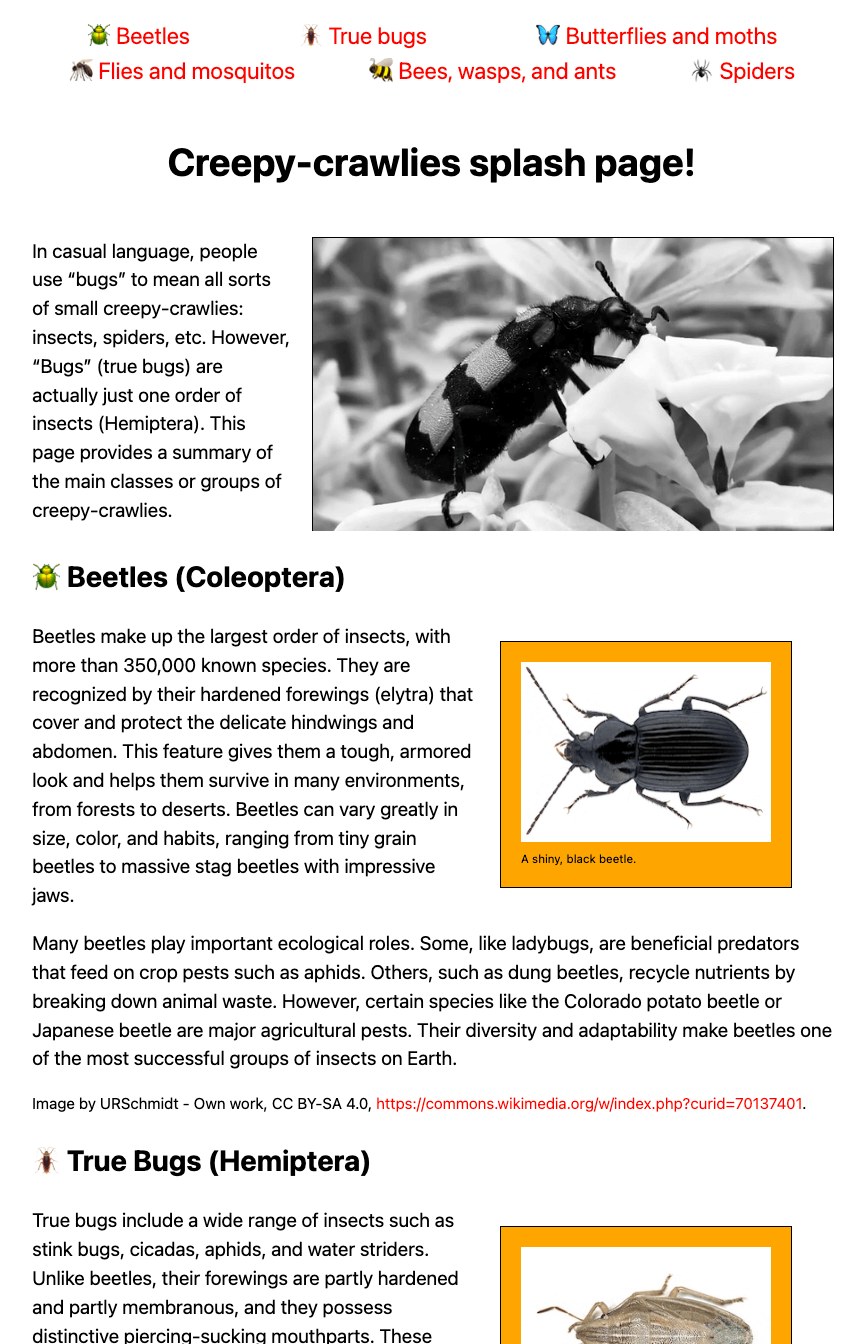 Beetles True bugs Butterflies and moths
Flies and mosquitos Bees, wasps, and ants Spiders
Creepy-crawlies splash page!
In casual language, people
use “bugs” to mean all sorts
of small creepy-crawlies:
insects, spiders, etc. However,
“Bugs” (true bugs) are
actually just one order of
insects (Hemiptera). This
page provides a summary of
the main classes or groups of
creepy-crawlies.
Beetles (Coleoptera)
Beetles make up the largest order of insects, with
more than 350,000 known species. They are
recognized by their hardened forewings (elytra) that
cover and protect the delicate hindwings and
abdomen. This feature gives them a tough, armored
look and helps them survive in many environments,
from forests to deserts. Beetles can vary greatly in
size, color, and habits, ranging from tiny grain
beetles to massive stag beetles with impressive
jaws.
A shiny, black beetle.
Many beetles play important ecological roles. Some, like ladybugs, are beneficial predators
that feed on crop pests such as aphids. Others, such as dung beetles, recycle nutrients by
breaking down animal waste. However, certain species like the Colorado potato beetle or
Japanese beetle are major agricultural pests. Their diversity and adaptability make beetles one
of the most successful groups of insects on Earth.
Image by URSchmidt - Own work, CC BY-SA 4.0, https://commons.wikimedia.org/w/index.php?curid=70137401.
True Bugs (Hemiptera)
True bugs include a wide range of insects such as
stink bugs, cicadas, aphids, and water striders.
Unlike beetles, their forewings are partly hardened
and partly membranous, and they possess
distinctive piercing-sucking mouthparts. These